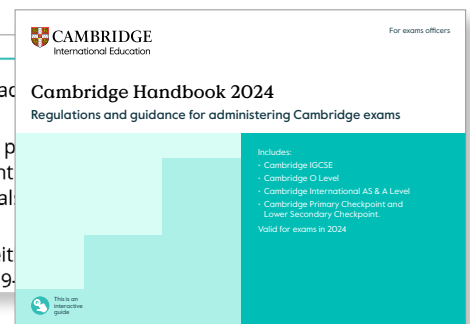 For exams officers
CAMBRIDGE
International Education
Cambridge Handbook 2024
Regulations and guidance for administering Cambridge exams
Includes:
· Cambridge IGCSE
· Cambridge O Level
· Cambridge International AS & A Level
· Cambridge Primary Checkpoint and
Lower Secondary Checkpoint.
Valid for exams in 2024
This is an
interactive
guide